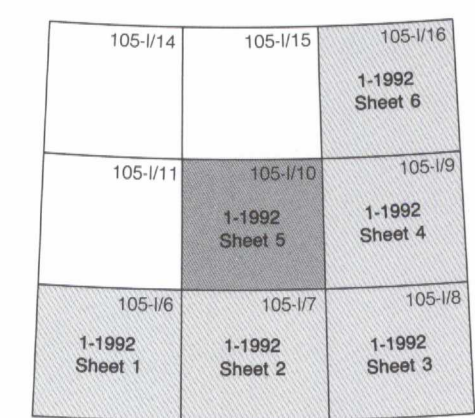 105-I/14
105-I/15
105-I/16
1-1992
Sheet 6
105-I/11
105-I/10
1-1992
Sheet 5
105-I/9
1-1992
Sheet 4
105-I/6
1-1992
Sheet 1
105-I/7
1-1992
Sheet 2
105-I/8
1-1992
Sheet 3